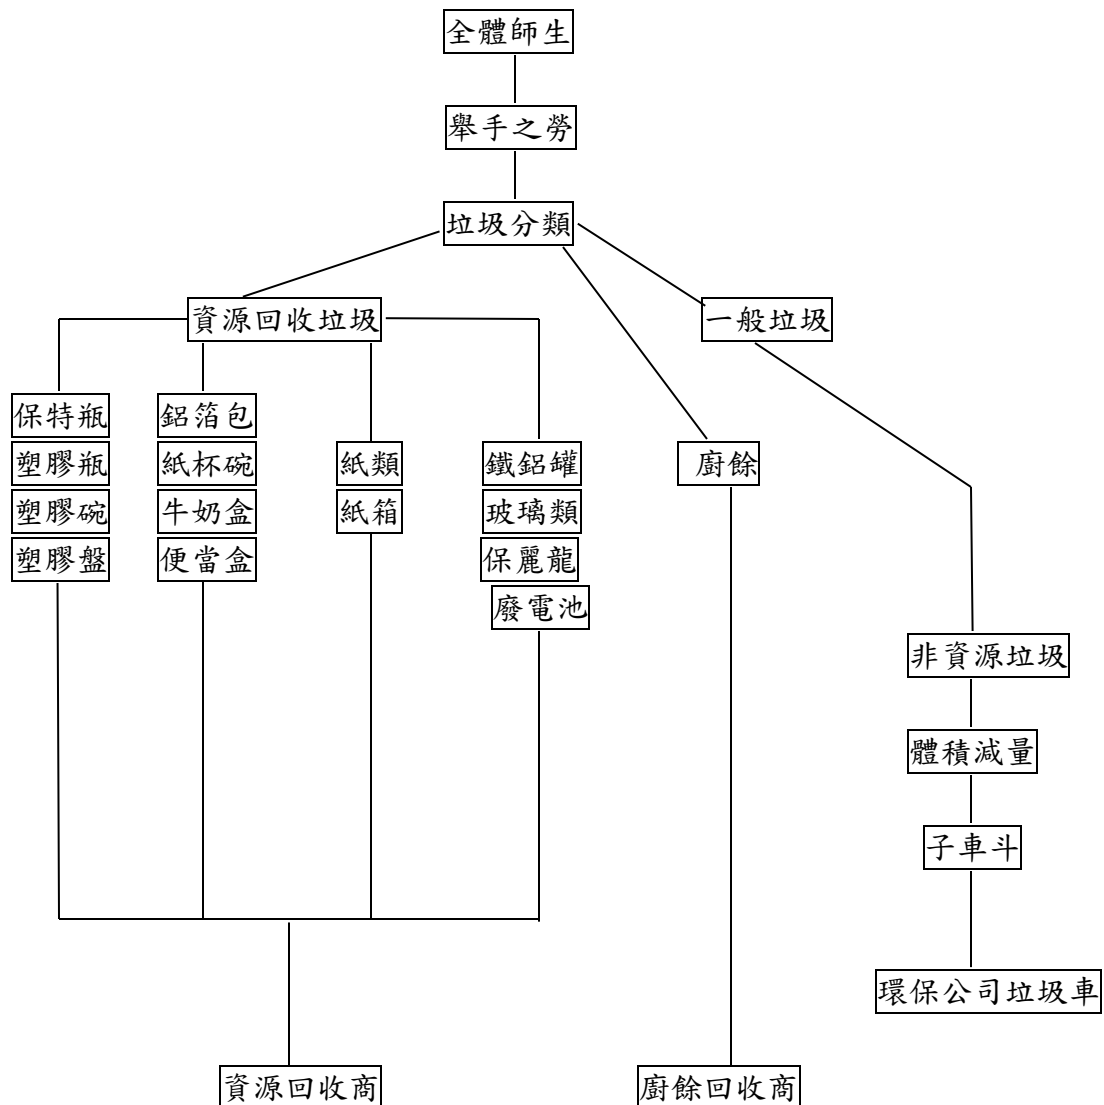 全體師生
舉手之勞
垃圾分類
資源回收垃圾
一般垃圾
保特瓶
塑膠瓶
塑膠碗
塑膠盤
鋁箔包
紙杯碗
牛奶盒
便當盒
紙類
紙箱
鐵鋁罐
玻璃類
保麗龍
廢電池
廚餘
非資源垃圾
體積減量
子車斗
環保公司垃圾車
資源回收商
廚餘回收商